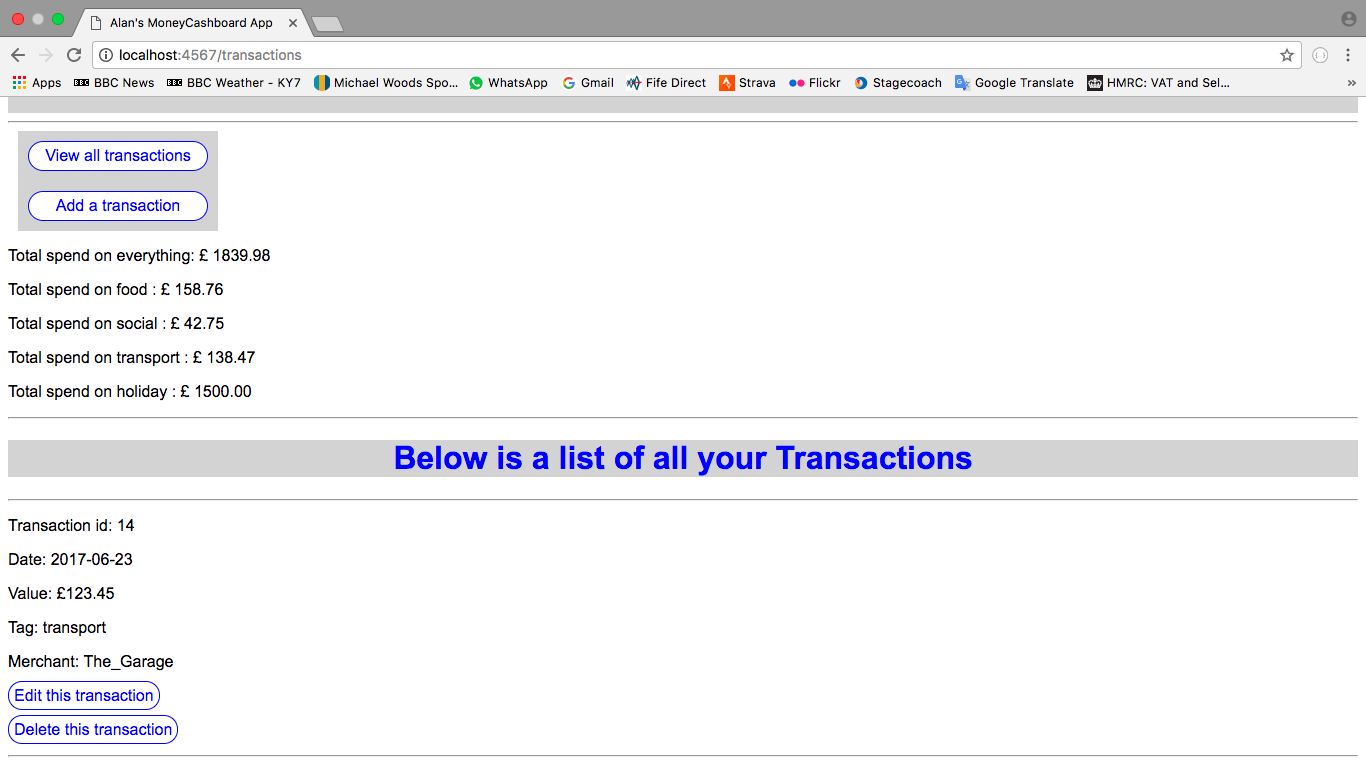 Alan's MoneyCashboard App
localhost:4567/transactions
Apps BBC News BBC Weather - KY7 Michael Woods Spo... WhatsApp Gmail Fife Direct Strava Flickr Stagecoach Google Translate HMRC: VAT and Sel... »
View all transactions
Add a transaction
Total spend on everything: £ 1839.98
Total spend on food : £ 158.76
Total spend on social : £ 42.75
Total spend on transport : £ 138.47
Total spend on holiday : £ 1500.00
Below is a list of all your Transactions
Transaction id: 14
Date: 2017-06-23
Value: £123.45
Tag: transport
Merchant: The_Garage
Edit this transaction
Delete this transaction